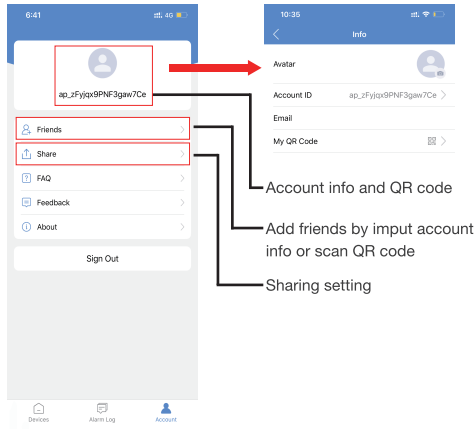 6:41
4G
ap_zFyjqx9PNF3gaw7Ce
Friends
Share
FAQ
Feedback
About
Sign Out
Devices
Alarm Log
Account
10:35
Info
Avatar
Account ID ap_zFyjqx9PNF3gaw7Ce
Email
My QR Code
Account info and QR code
Add friends by imput account
info or scan QR code
Sharing setting